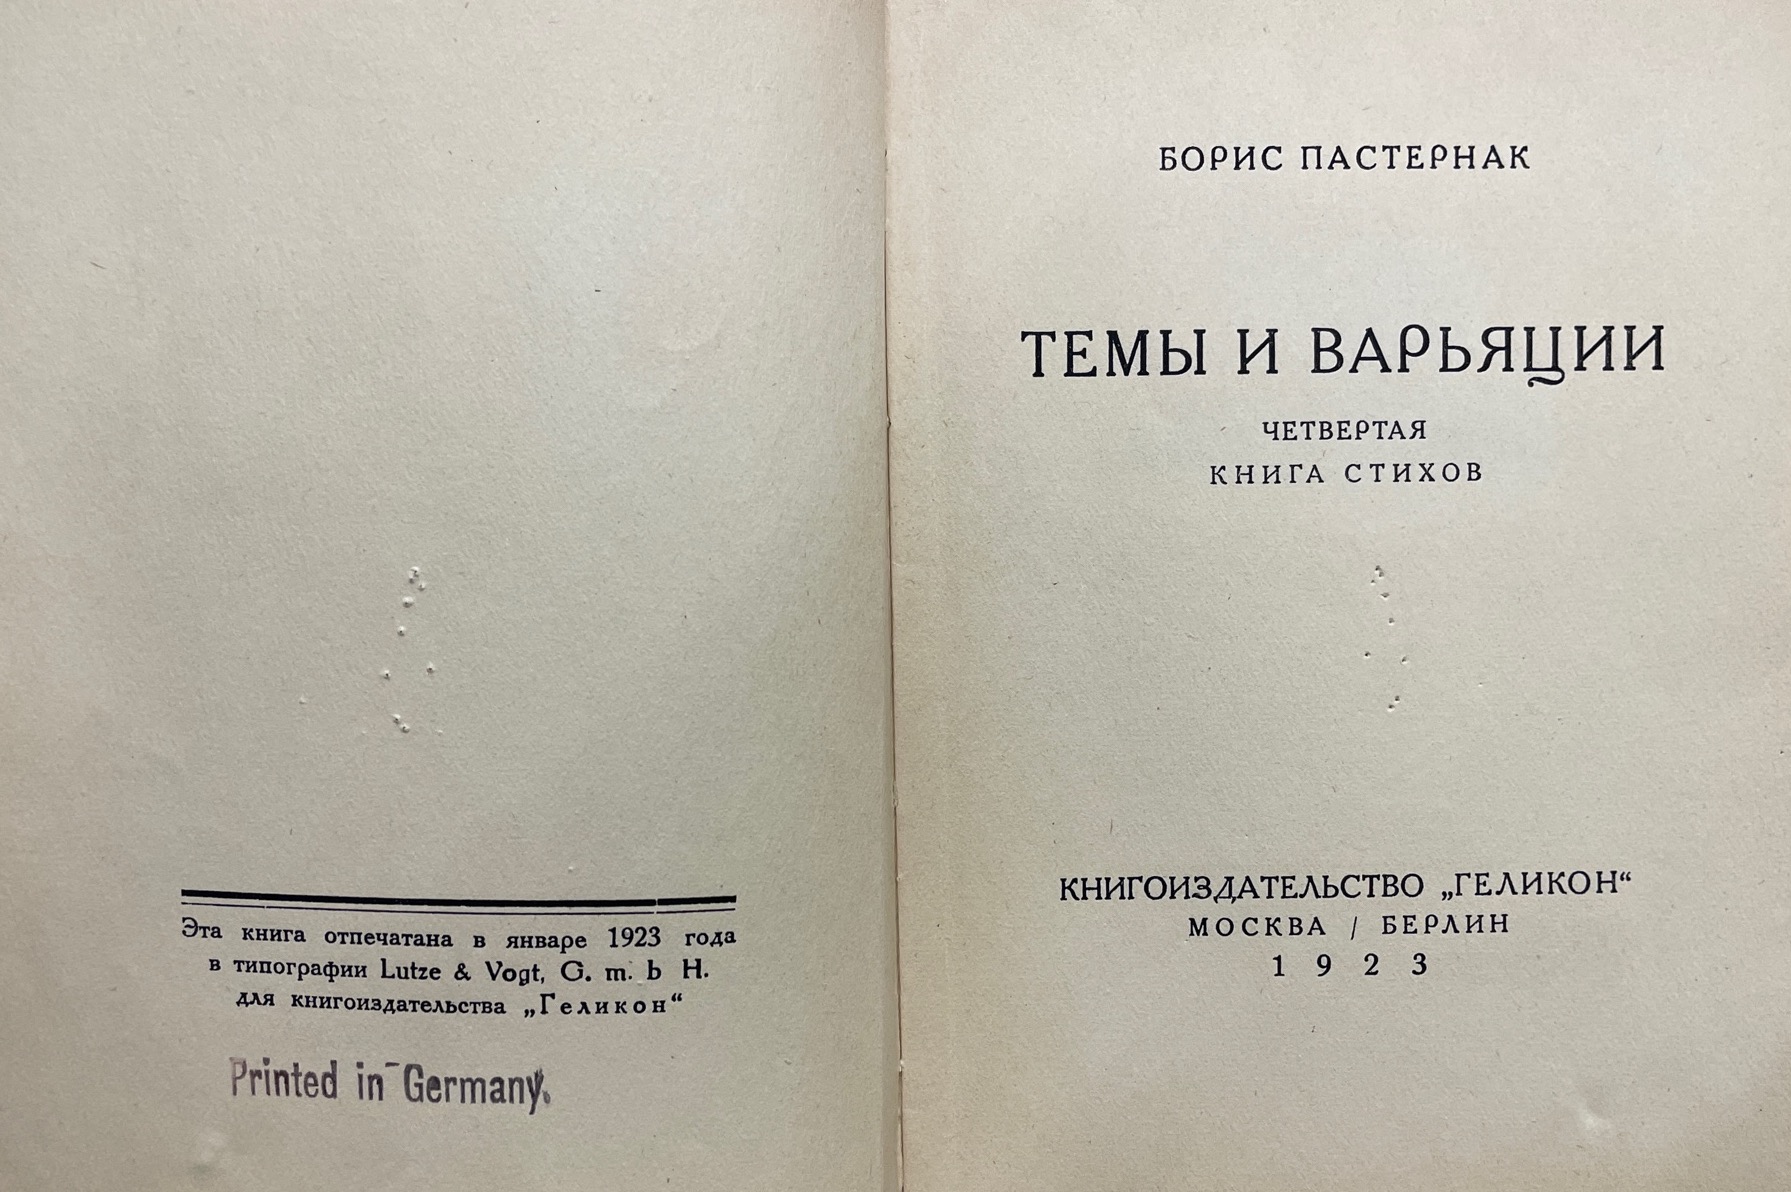 Эта книга отпечатана в январе 1923 года
в типографии Lutze & Vogt, G. m. b H.
для книгоиздательства „Геликон“
Printed in Germany.
БОРИС ПАСТЕРНАК
ТЕМЫ И ВАРЬЯЦИИ
ЧЕТВЕРТАЯ
КНИГА СТИХОВ
КНИГОИЗДАТЕЛЬСТВО „ГЕЛИКОН“
МОСКВА / БЕРЛИН
1 9 2 3